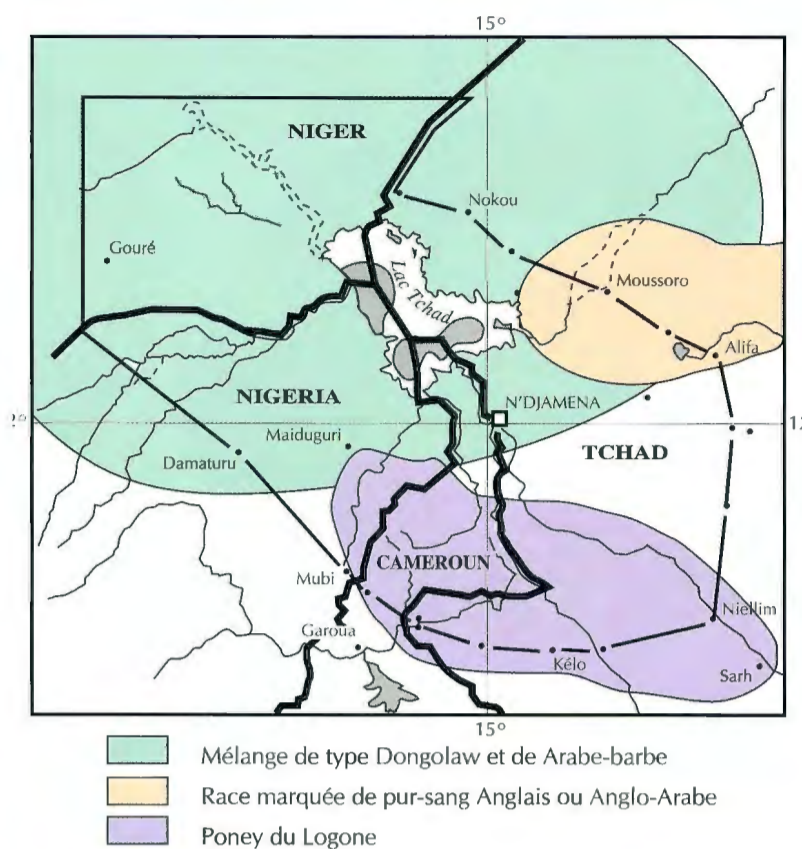 15°
NIGER
Nokou
Gouré
Moussoro
Lac Tchad
Alifa
NIGERIA
N'DJAMENA
2°
Maiduguri
TCHAD
Damaturu
CAMEROUN
Mubi
Niellim
Garoua
Kélo
Sarh
15°
Mélange de type Dongolaw et de Arabe-barbe
Race marquée de pur-sang Anglais ou Anglo-Arabe
Poney du Logone